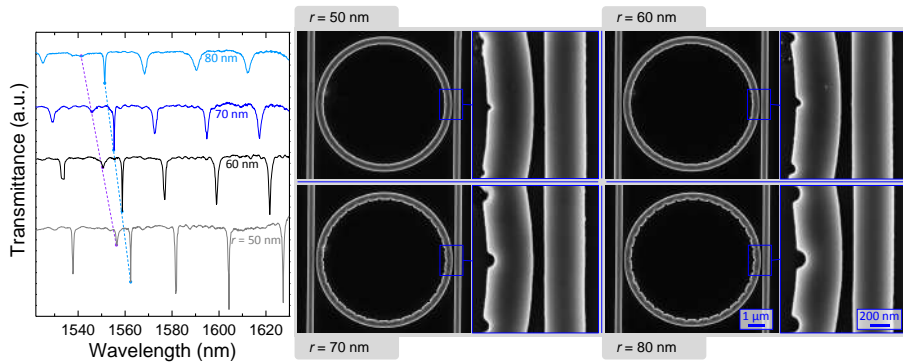 Transmittance (a.u.)
80 nm
70 nm
60 nm
r = 50 nm
1540 1560 1580 1600 1620
Wavelength (nm)
r = 50 nm
r = 60 nm
r = 70 nm
r = 80 nm
1 μm
200 nm